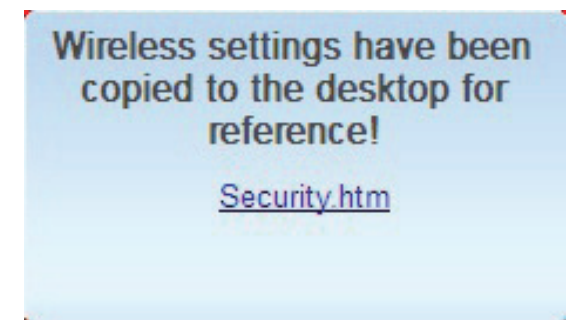 Wireless settings have been
copied to the desktop for
reference!
Security.htm